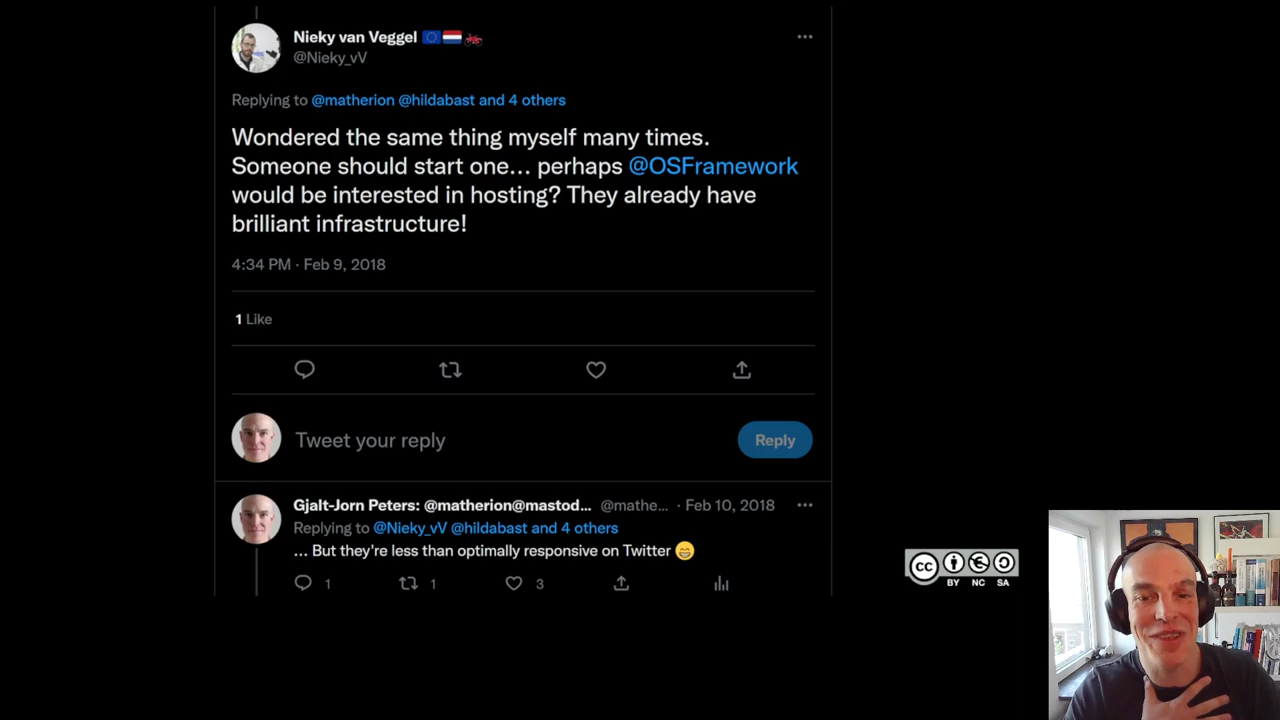 Nieky van Veggel 🇪🇺🇳🇱🏍
@Nieky_vV
Replying to @matherion @hildabast and 4 others
Wondered the same thing myself many times.
Someone should start one… perhaps @OSFramework
would be interested in hosting? They already have
brilliant infrastructure!
4:34 PM · Feb 9, 2018
1 Like
Tweet your reply
Reply
Gjalt-Jorn Peters: @matherion@mastod... @mathe... · Feb 10, 2018
Replying to @Nieky_vV @hildabast and 4 others
... But they're less than optimally responsive on Twitter 😁
1 1 3
cc
BY NC SA